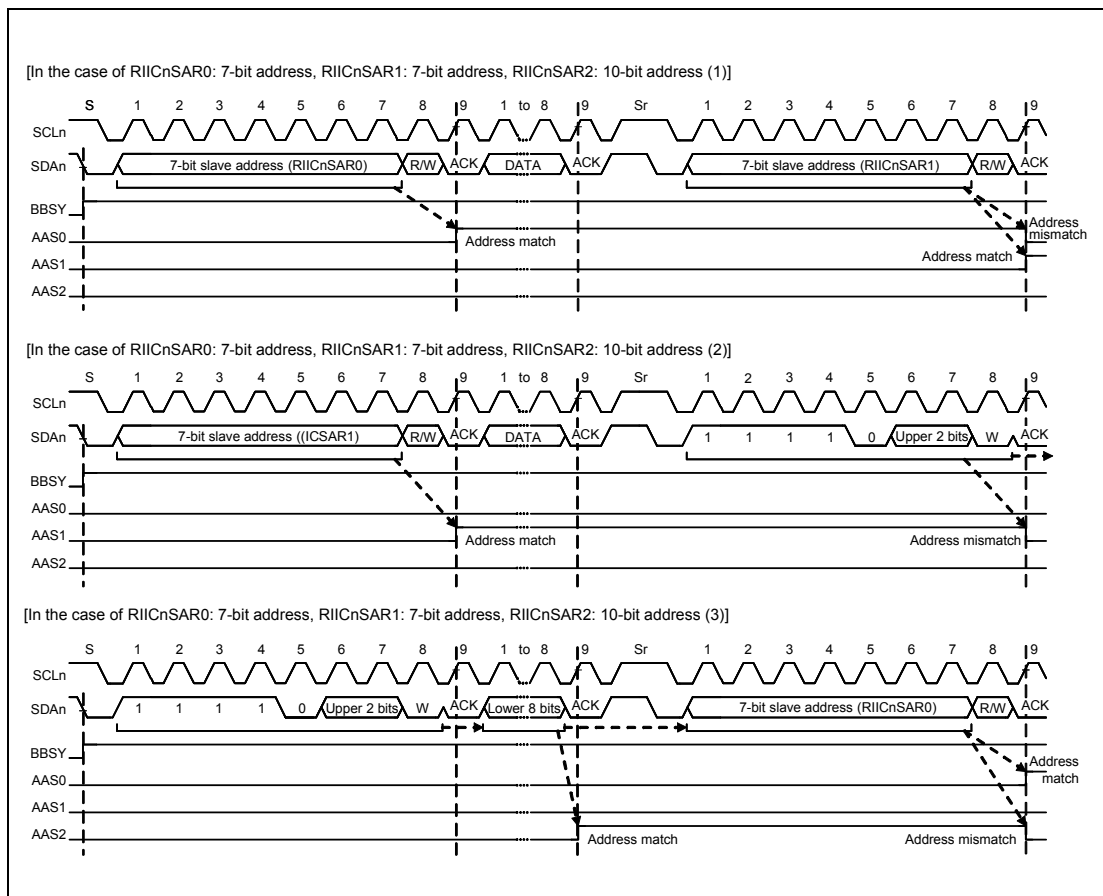 [In the case of RIICnSAR0: 7-bit address, RIICnSAR1: 7-bit address, RIICnSAR2: 10-bit address (1)]
S 1 2 3 4 5 6 7 8 9 1 to 8 9 Sr 1 2 3 4 5 6 7 8 9
SCLn
SDAn 7-bit slave address (RIICnSAR0) R/W ACK DATA ACK 7-bit slave address (RIICnSAR1) R/W ACK
BBSY
Address mismatch
AAS0 Address match
AAS1 Address match
AAS2
[In the case of RIICnSAR0: 7-bit address, RIICnSAR1: 7-bit address, RIICnSAR2: 10-bit address (2)]
S 1 2 3 4 5 6 7 8 9 1 to 8 9 Sr 1 2 3 4 5 6 7 8 9
SCLn
SDAn 7-bit slave address ((ICSAR1) R/W ACK DATA ACK 1 1 1 1 0 Upper 2 bits W ACK
BBSY
AAS0
AAS1 Address match Address mismatch
AAS2
[In the case of RIICnSAR0: 7-bit address, RIICnSAR1: 7-bit address, RIICnSAR2: 10-bit address (3)]
S 1 2 3 4 5 6 7 8 9 1 to 8 9 Sr 1 2 3 4 5 6 7 8 9
SCLn
SDAn 1 1 1 1 0 Upper 2 bits W ACK Lower 8 bits ACK 7-bit slave address (RIICnSAR0) R/W ACK
BBSY
Address match
AAS0
AAS1
AAS2 Address match Address mismatch